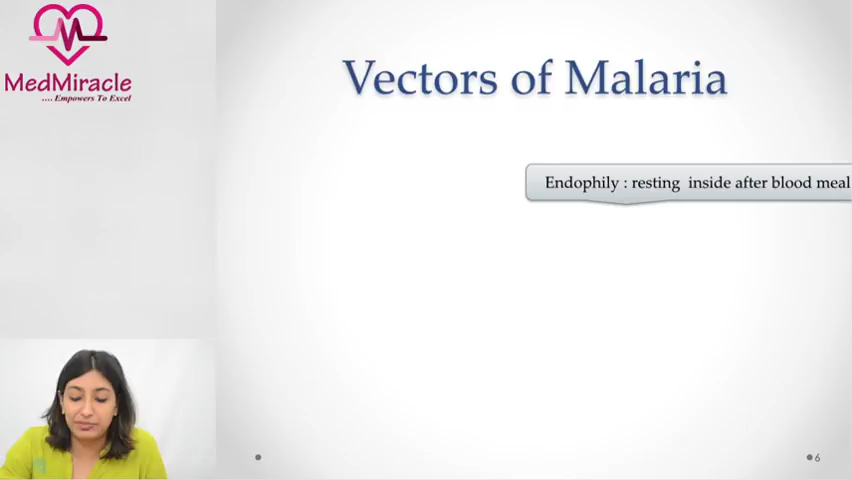 MedMiracle
.... Empowers To Excel
Vectors of Malaria
Endophily : resting inside after blood meal
6